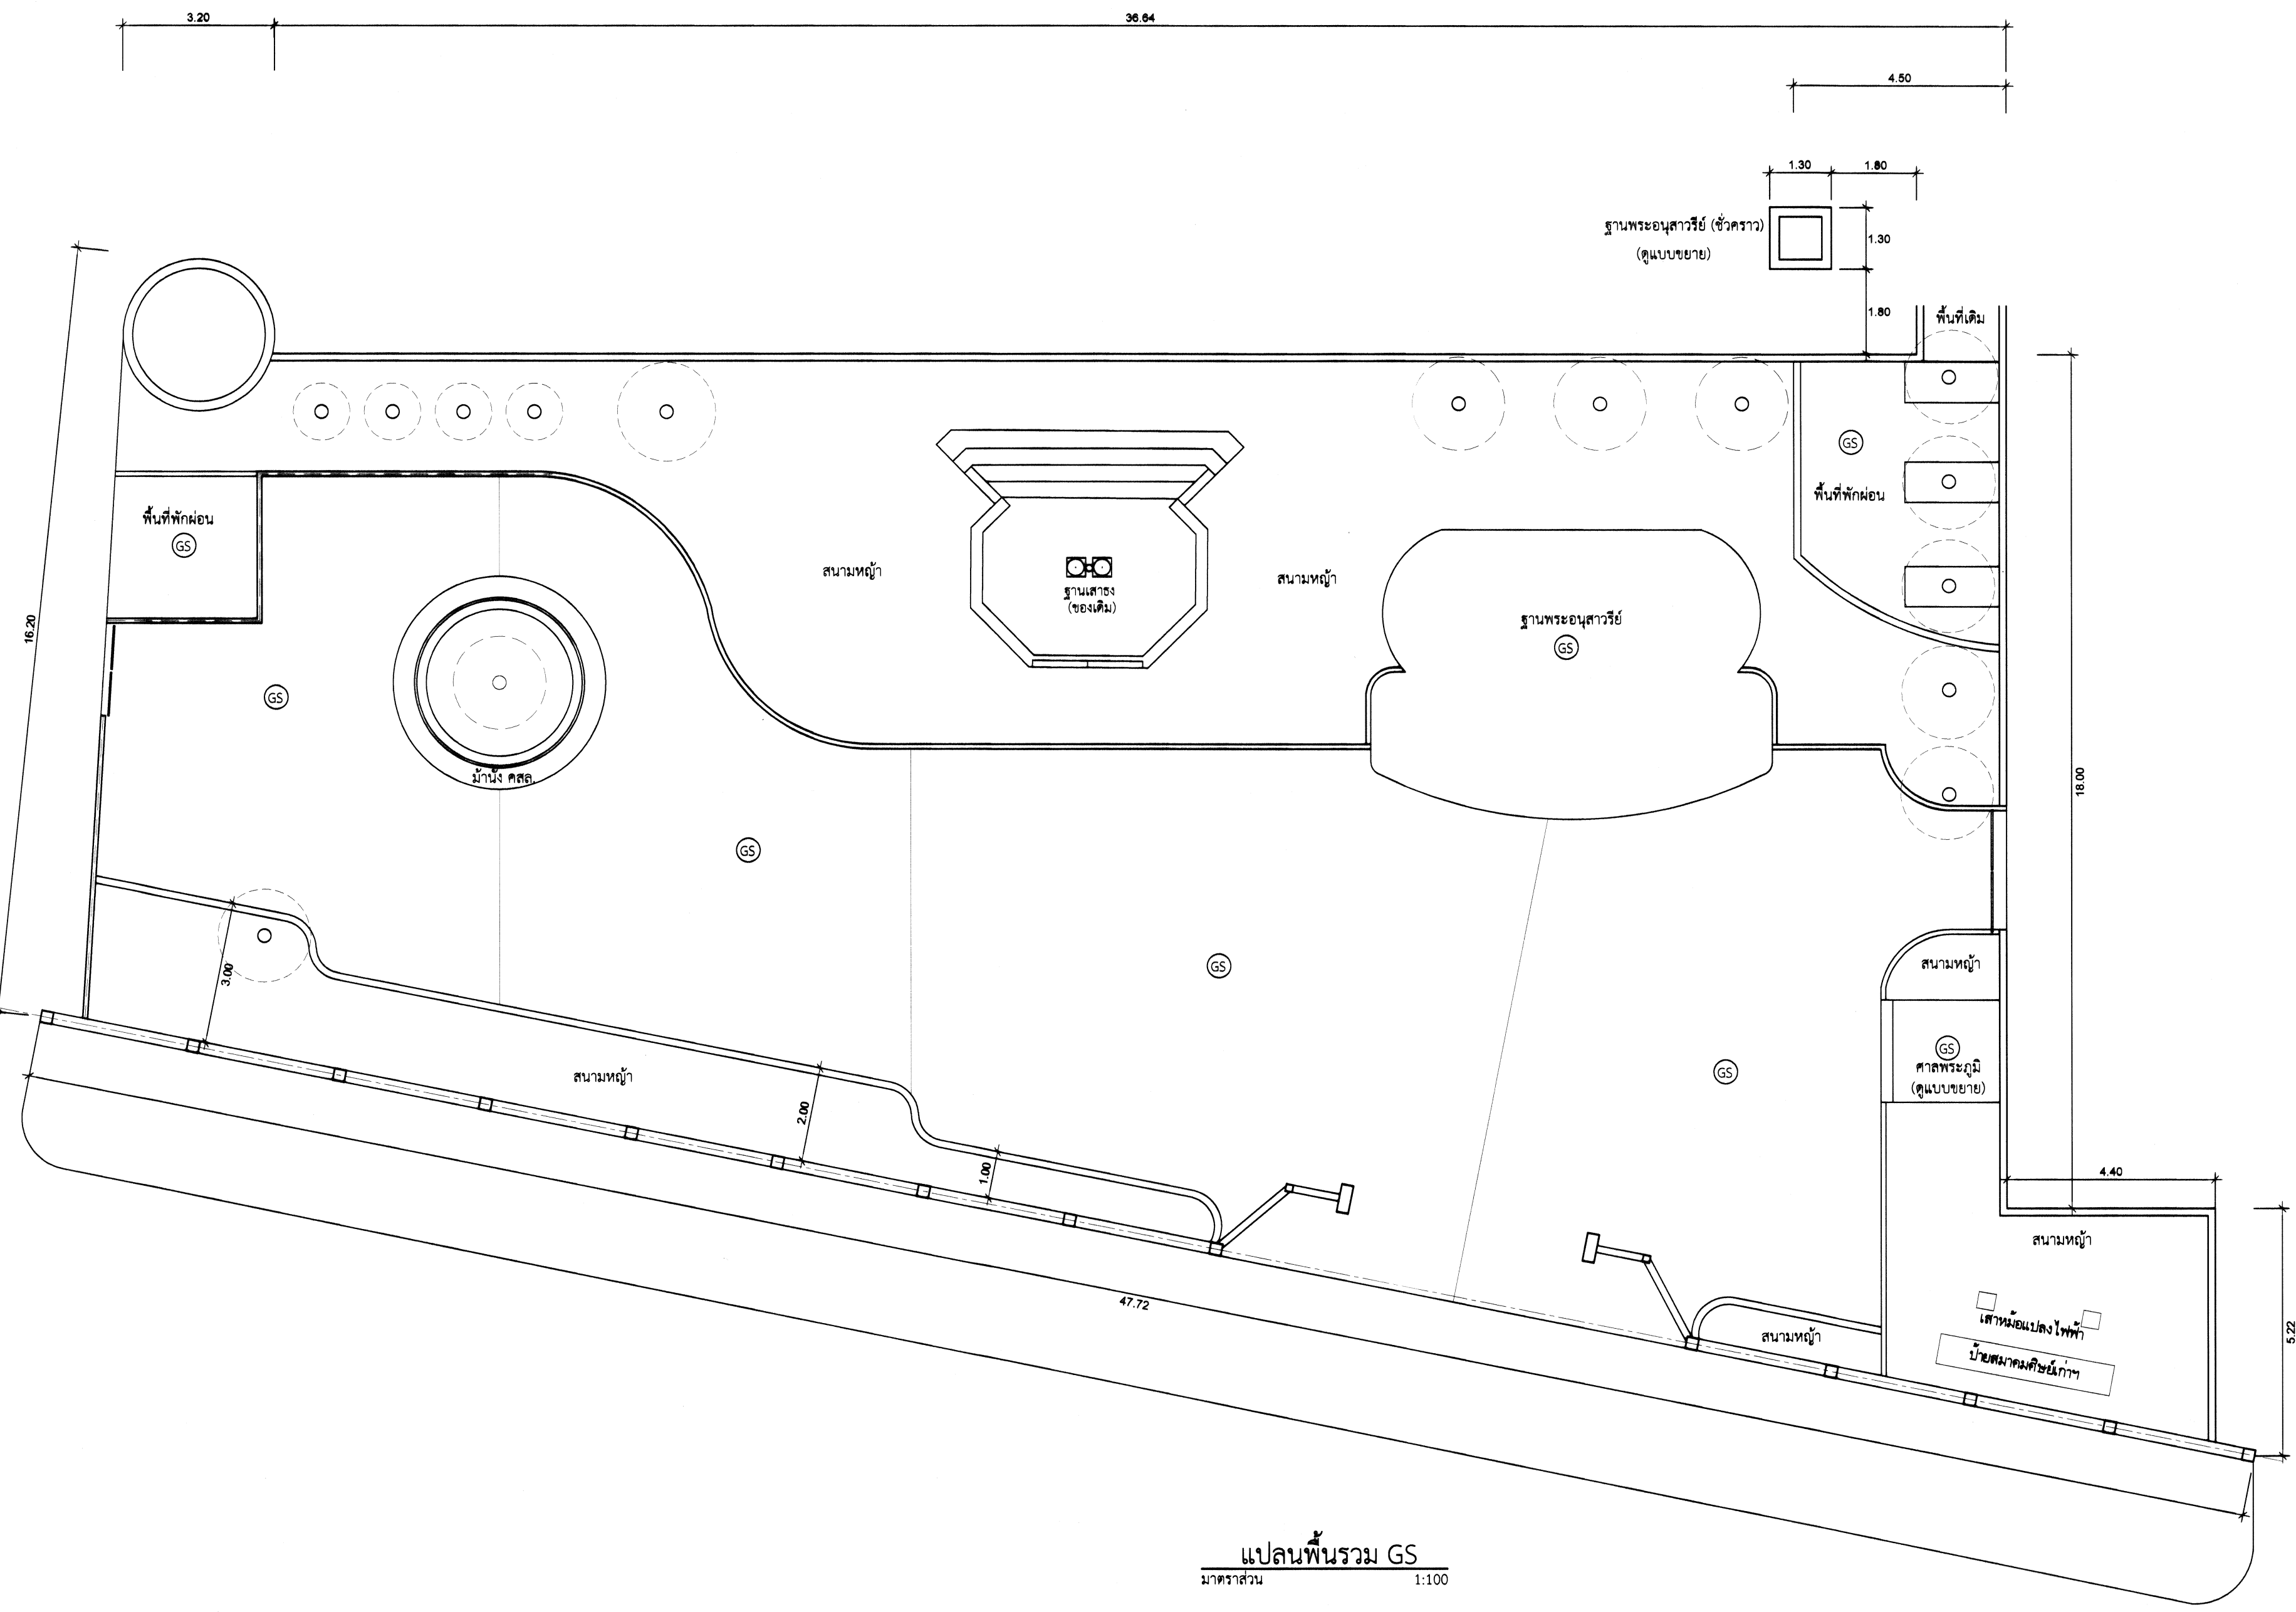 3.20
36.64
4.50
1.30
1.80
ฐานพระอนุสาวรีย์ (ชั่วคราว)
(ดูแบบขยาย)
1.30
1.80
พื้นที่เดิม
16.20
พื้นที่พักผ่อน
GS
GS
พื้นที่พักผ่อน
สนามหญ้า
ฐานเสาธง
(ของเดิม)
สนามหญ้า
ฐานพระอนุสาวรีย์
GS
GS
ม้านั่ง คสล.
GS
18.00
3.00
GS
สนามหญ้า
GS
ศาลพระภูมิ
(ดูแบบขยาย)
GS
สนามหญ้า
2.00
1.00
4.40
สนามหญ้า
47.72
สนามหญ้า
เสาหม้อแปลงไฟฟ้า
ป้ายสมาคมศิษย์เก่าฯ
5.22
แปลนพื้นรวม GS
มาตราส่วน 1:100